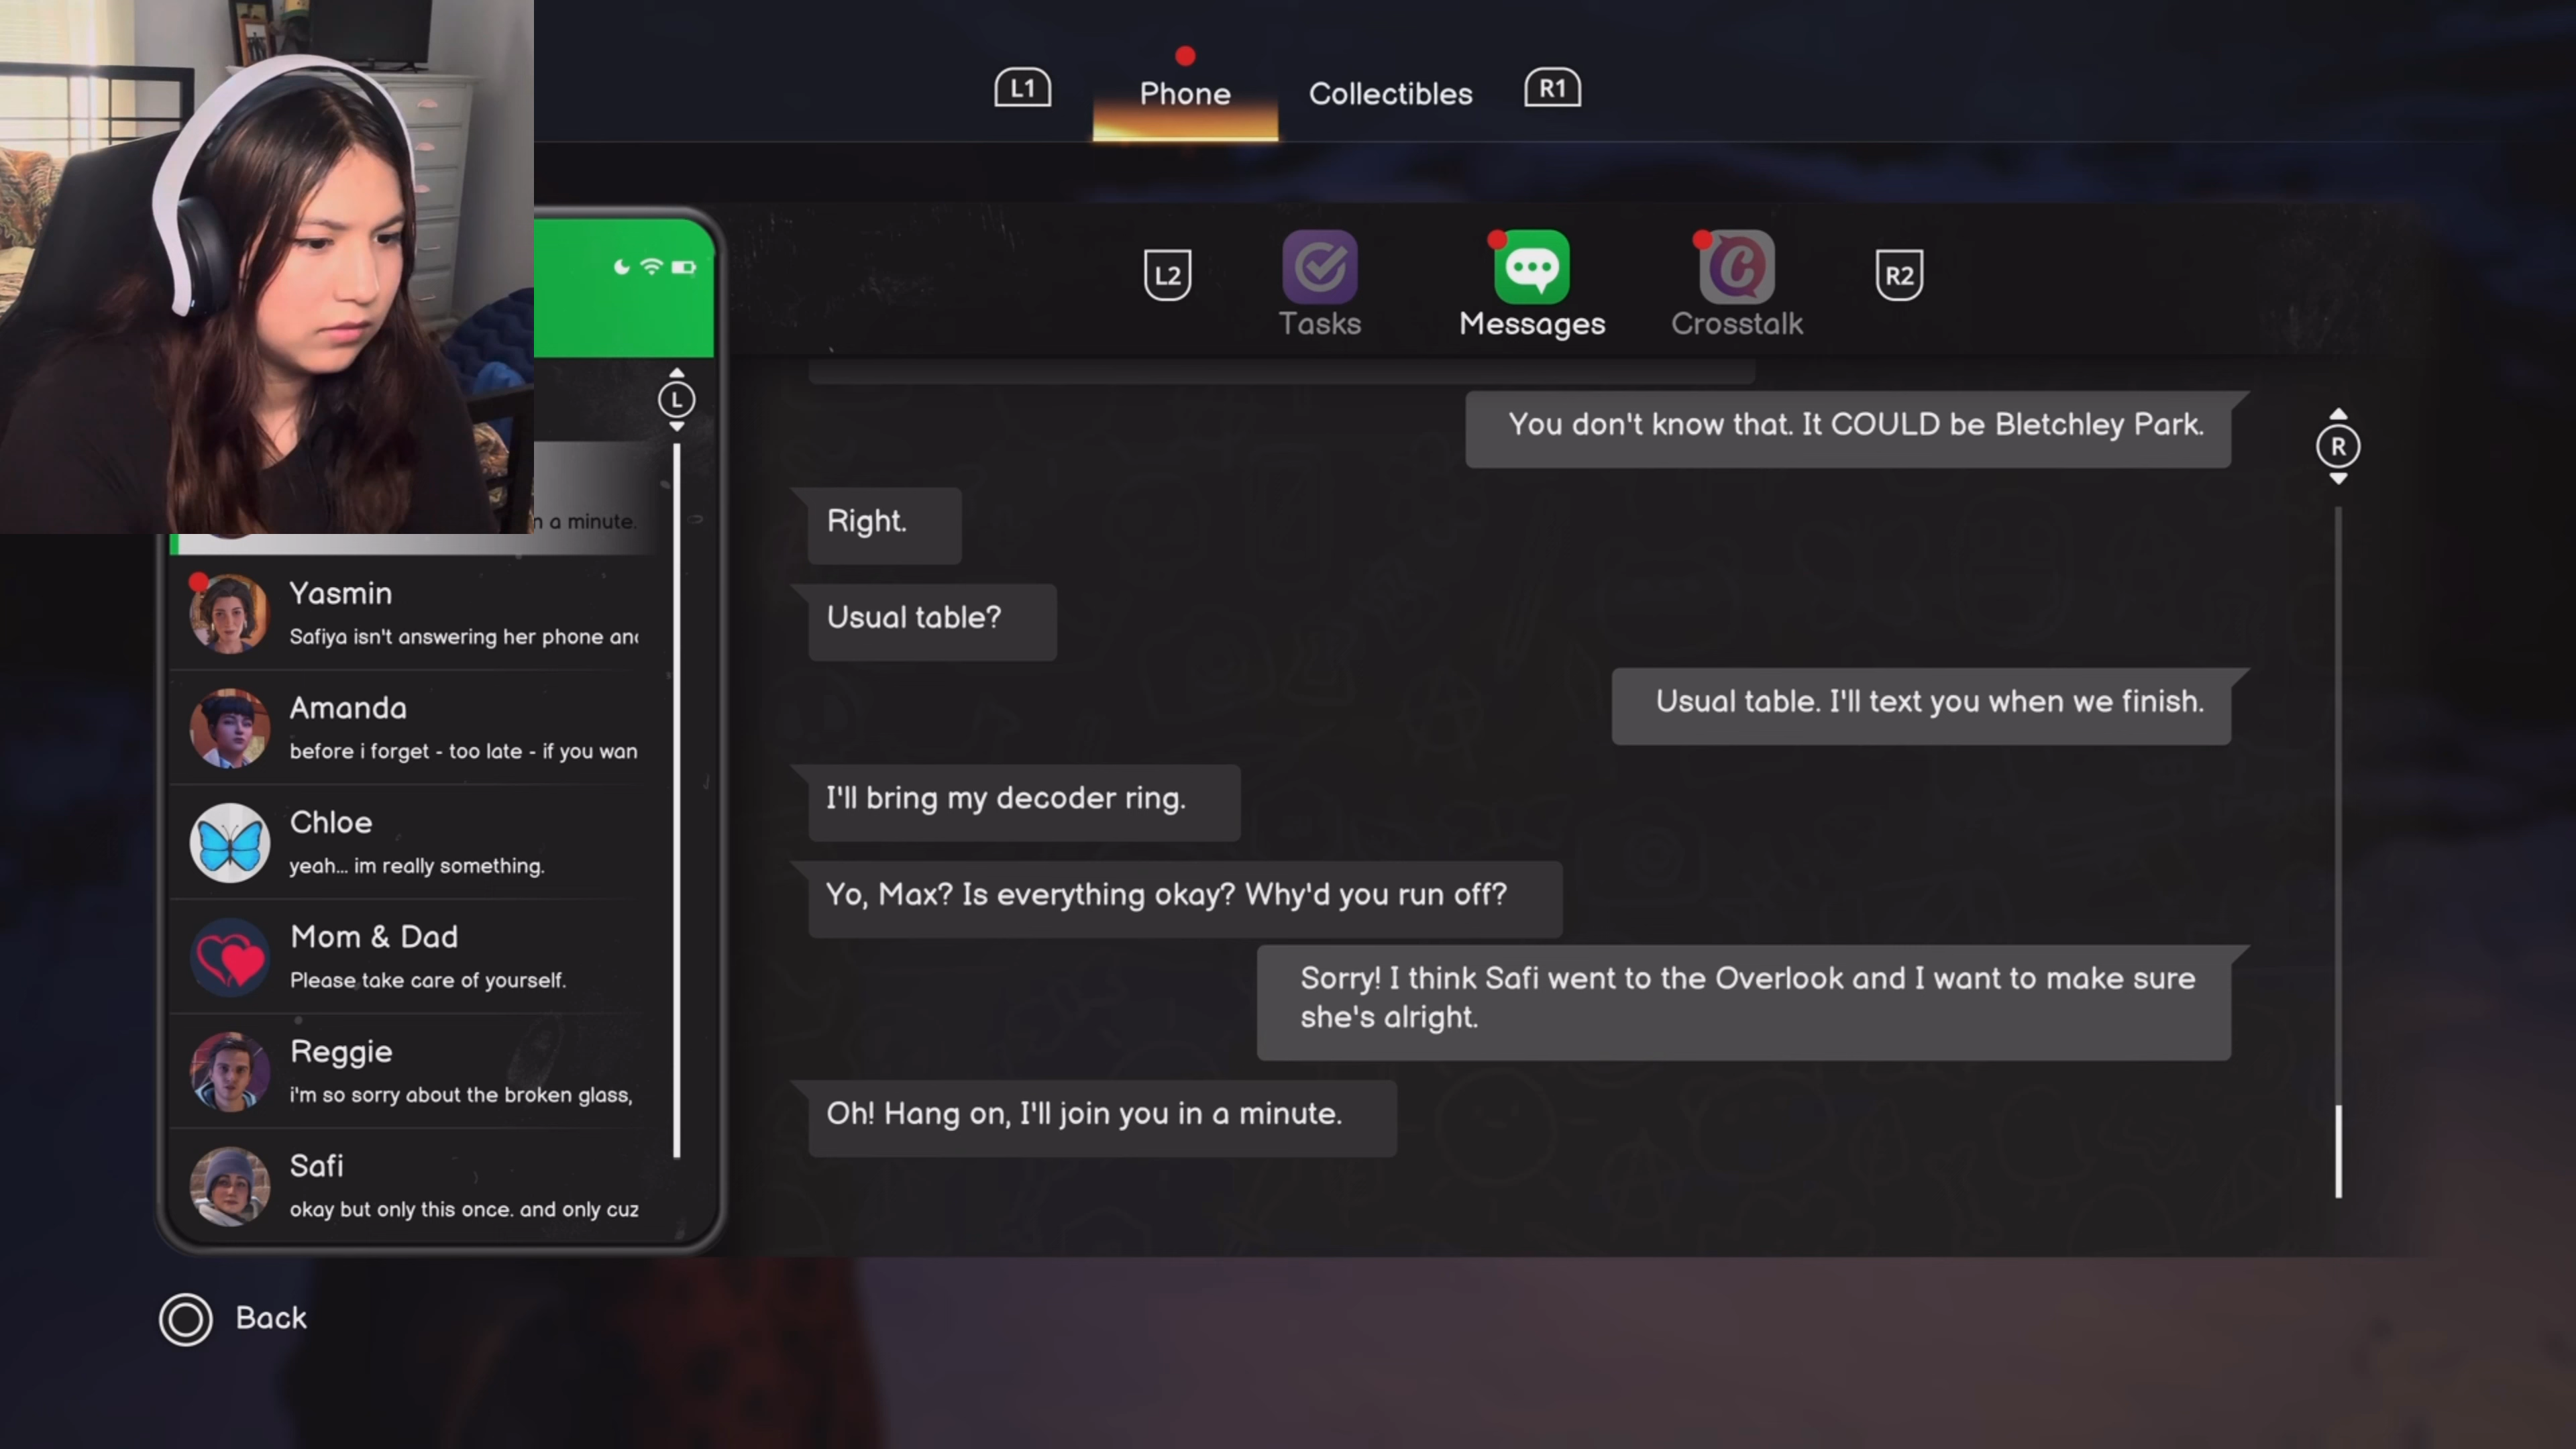 L1
Phone
Collectibles
R1
L2
Tasks
Messages
Crosstalk
R2
L
n a minute.
Yasmin
Safiya isn't answering her phone and
Amanda
before i forget - too late - if you wan
Chloe
yeah... im really something.
Mom & Dad
Please take care of yourself.
Reggie
i'm so sorry about the broken glass,
Safi
okay but only this once. and only cuz
You don't know that. It COULD be Bletchley Park.
Right.
Usual table?
Usual table. I'll text you when we finish.
I'll bring my decoder ring.
Yo, Max? Is everything okay? Why'd you run off?
Sorry! I think Safi went to the Overlook and I want to make sure
she's alright.
Oh! Hang on, I'll join you in a minute.
R
Back